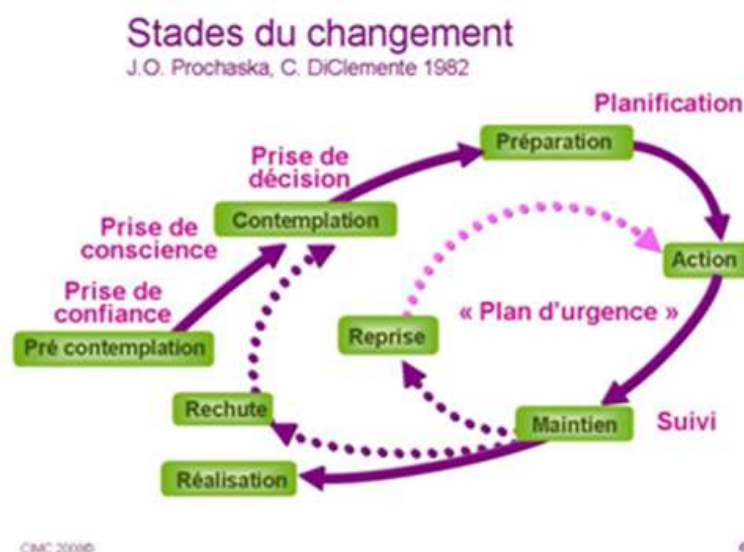 Stades du changement
J.O. Prochaska, C. DiClemente 1982
Planification
Préparation
Prise de
décision
Contemplation
Prise de
conscience
Action
Prise de
confiance
« Plan d'urgence »
Reprise
Pré contemplation
Rechute
Maintien
Suivi
Réalisation